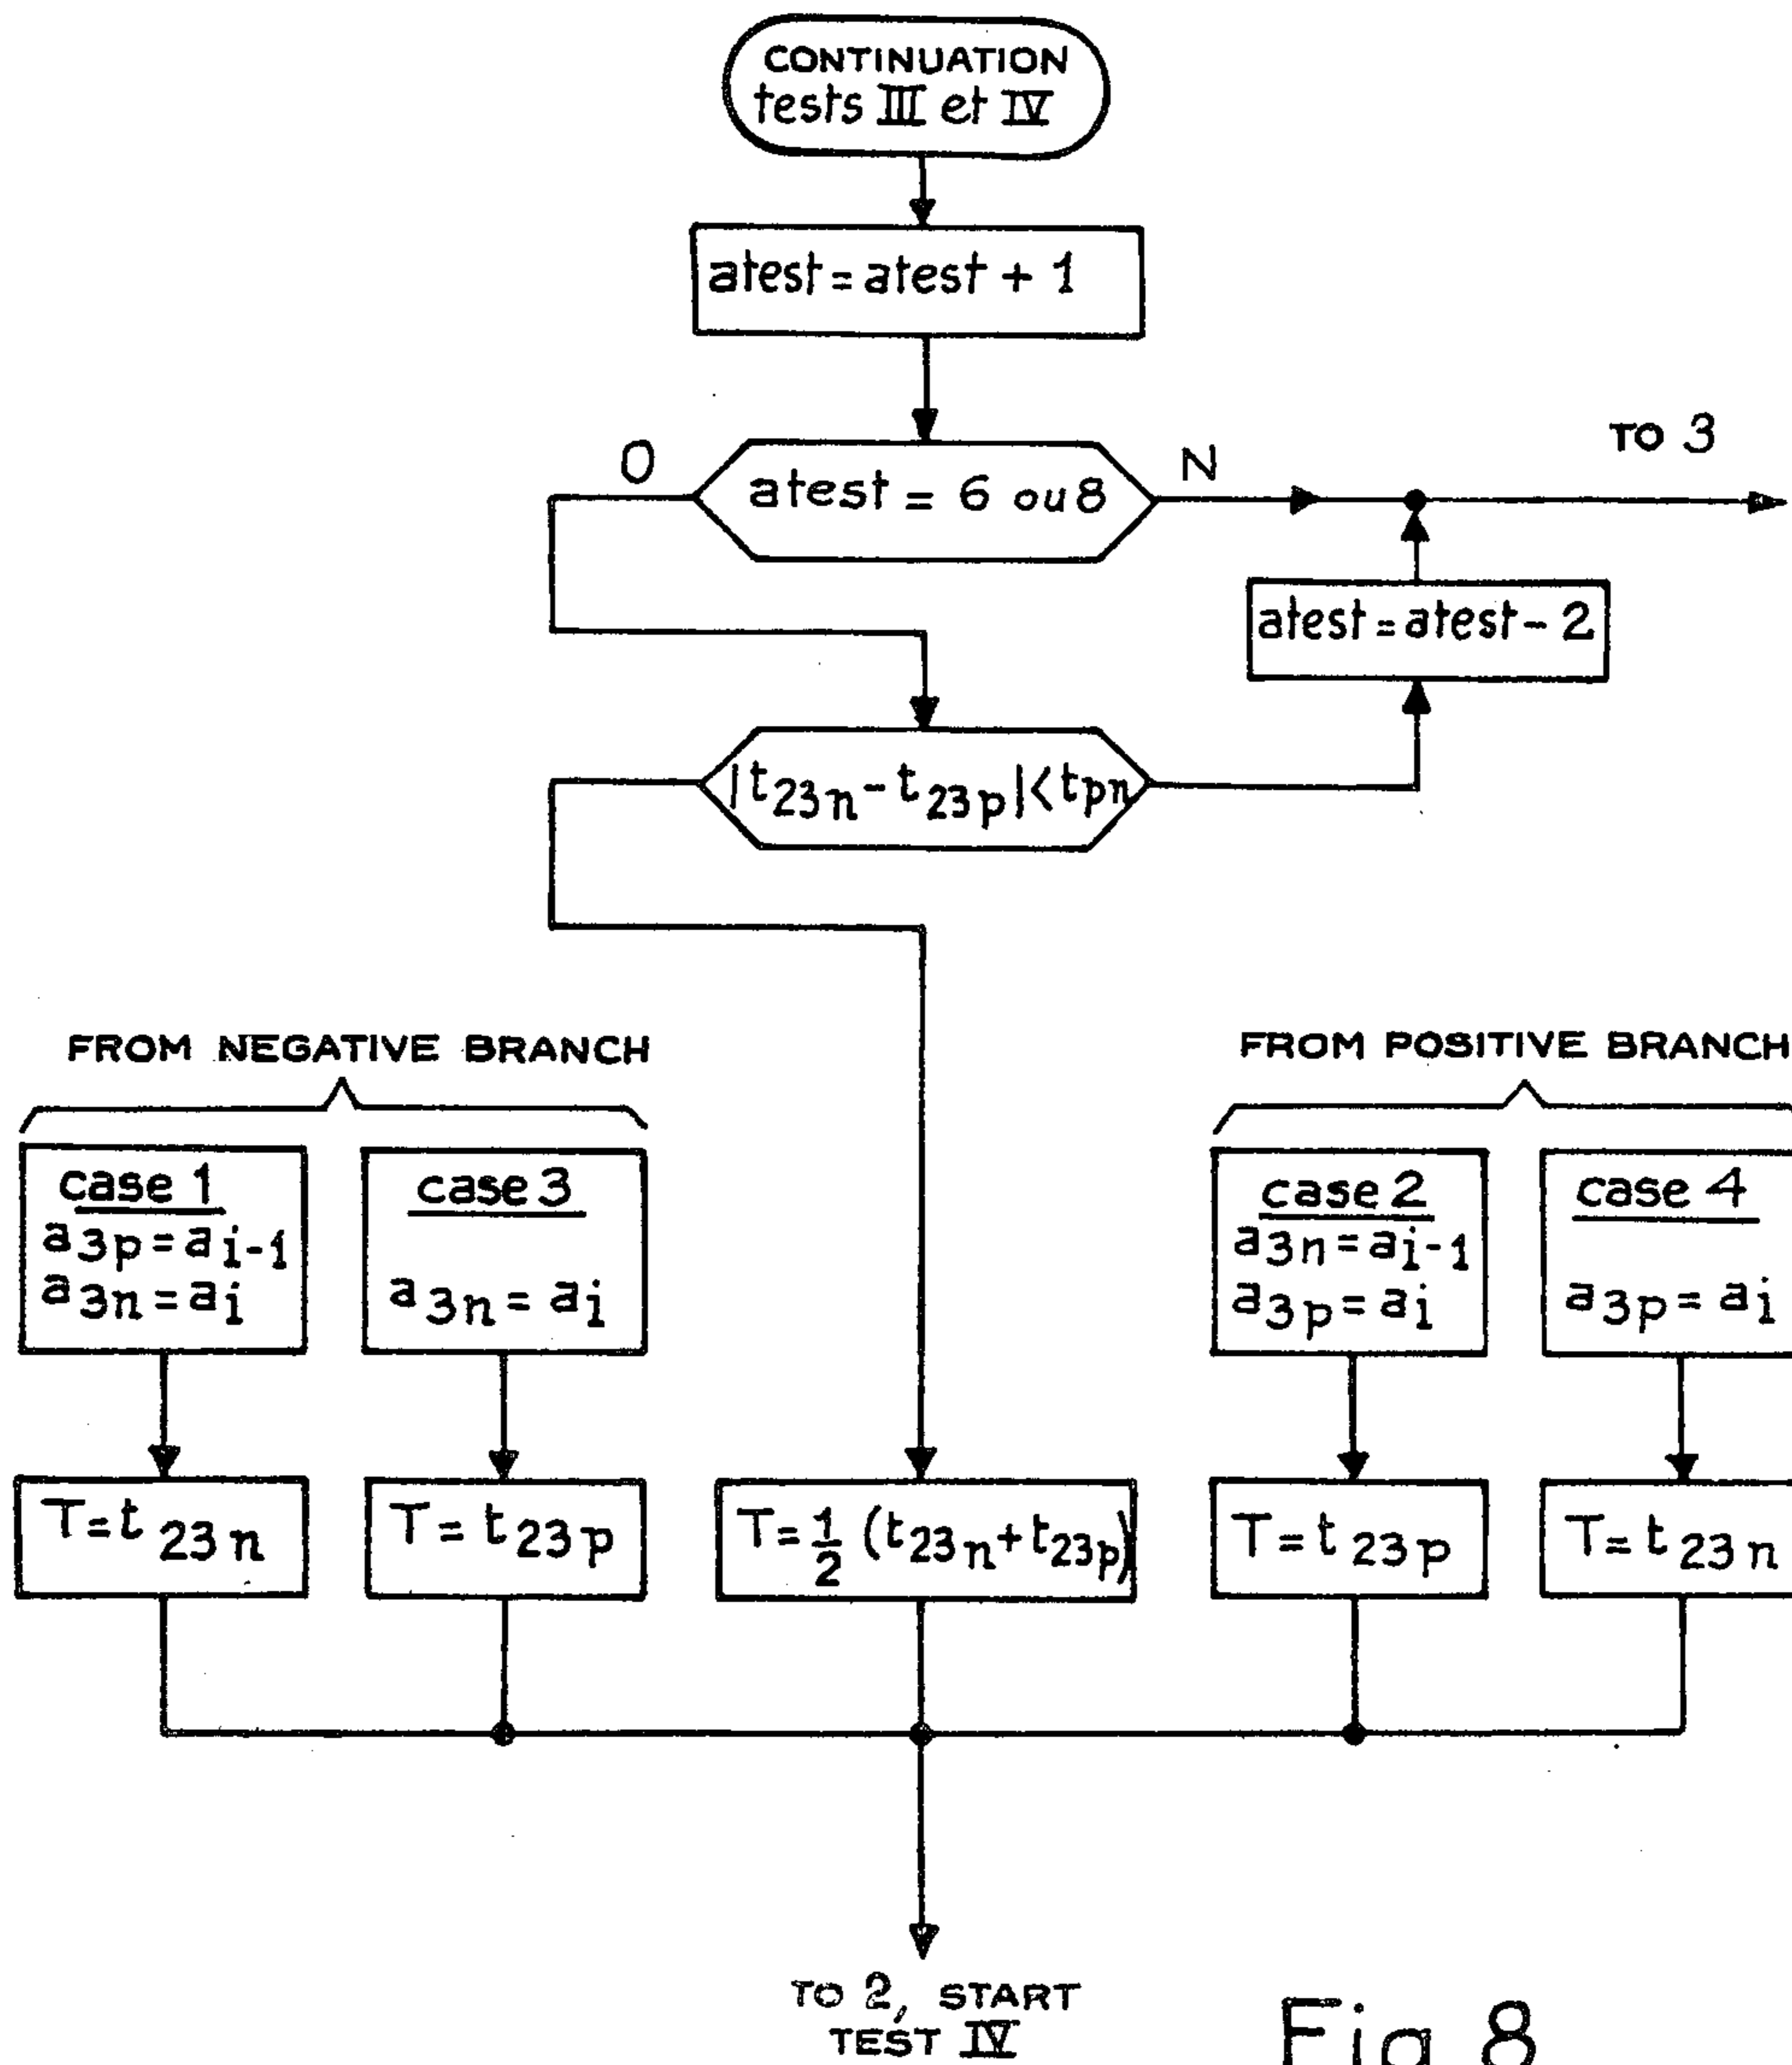 CONTINUATION
tests III et IV
atest = atest + 1
TO 3
O
N
atest = 6 ou 8
atest = atest - 2
|t23n - t23p| < tpn
FROM NEGATIVE BRANCH
FROM POSITIVE BRANCH
case 1
a3p = ai-1
a3n = ai
case 3
a3n = ai
case 2
a3n = ai-1
a3p = ai
case 4
a3p = ai
T = t23n
T = t23p
T = 1/2 (t23n + t23p)
T = t23p
T = t23n
TO 2, START
TEST IV
Fig 8